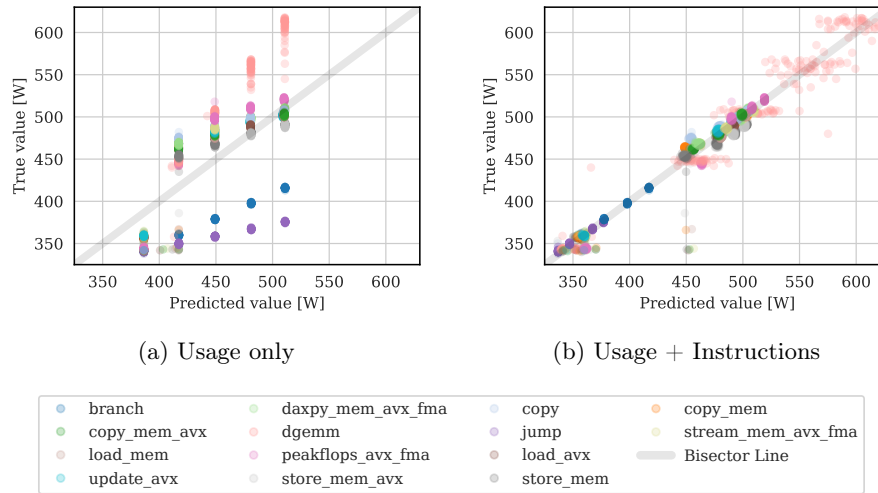 600
550
500
450
400
350
True value [W]
350 400 450 500 550 600
Predicted value [W]
(a) Usage only
600
550
500
450
400
350
True value [W]
350 400 450 500 550 600
Predicted value [W]
(b) Usage + Instructions
branch daxpy_mem_avx_fma copy copy_mem
copy_mem_avx dgemm jump stream_mem_avx_fma
load_mem peakflops_avx_fma load_avx Bisector Line
update_avx store_mem_avx store_mem